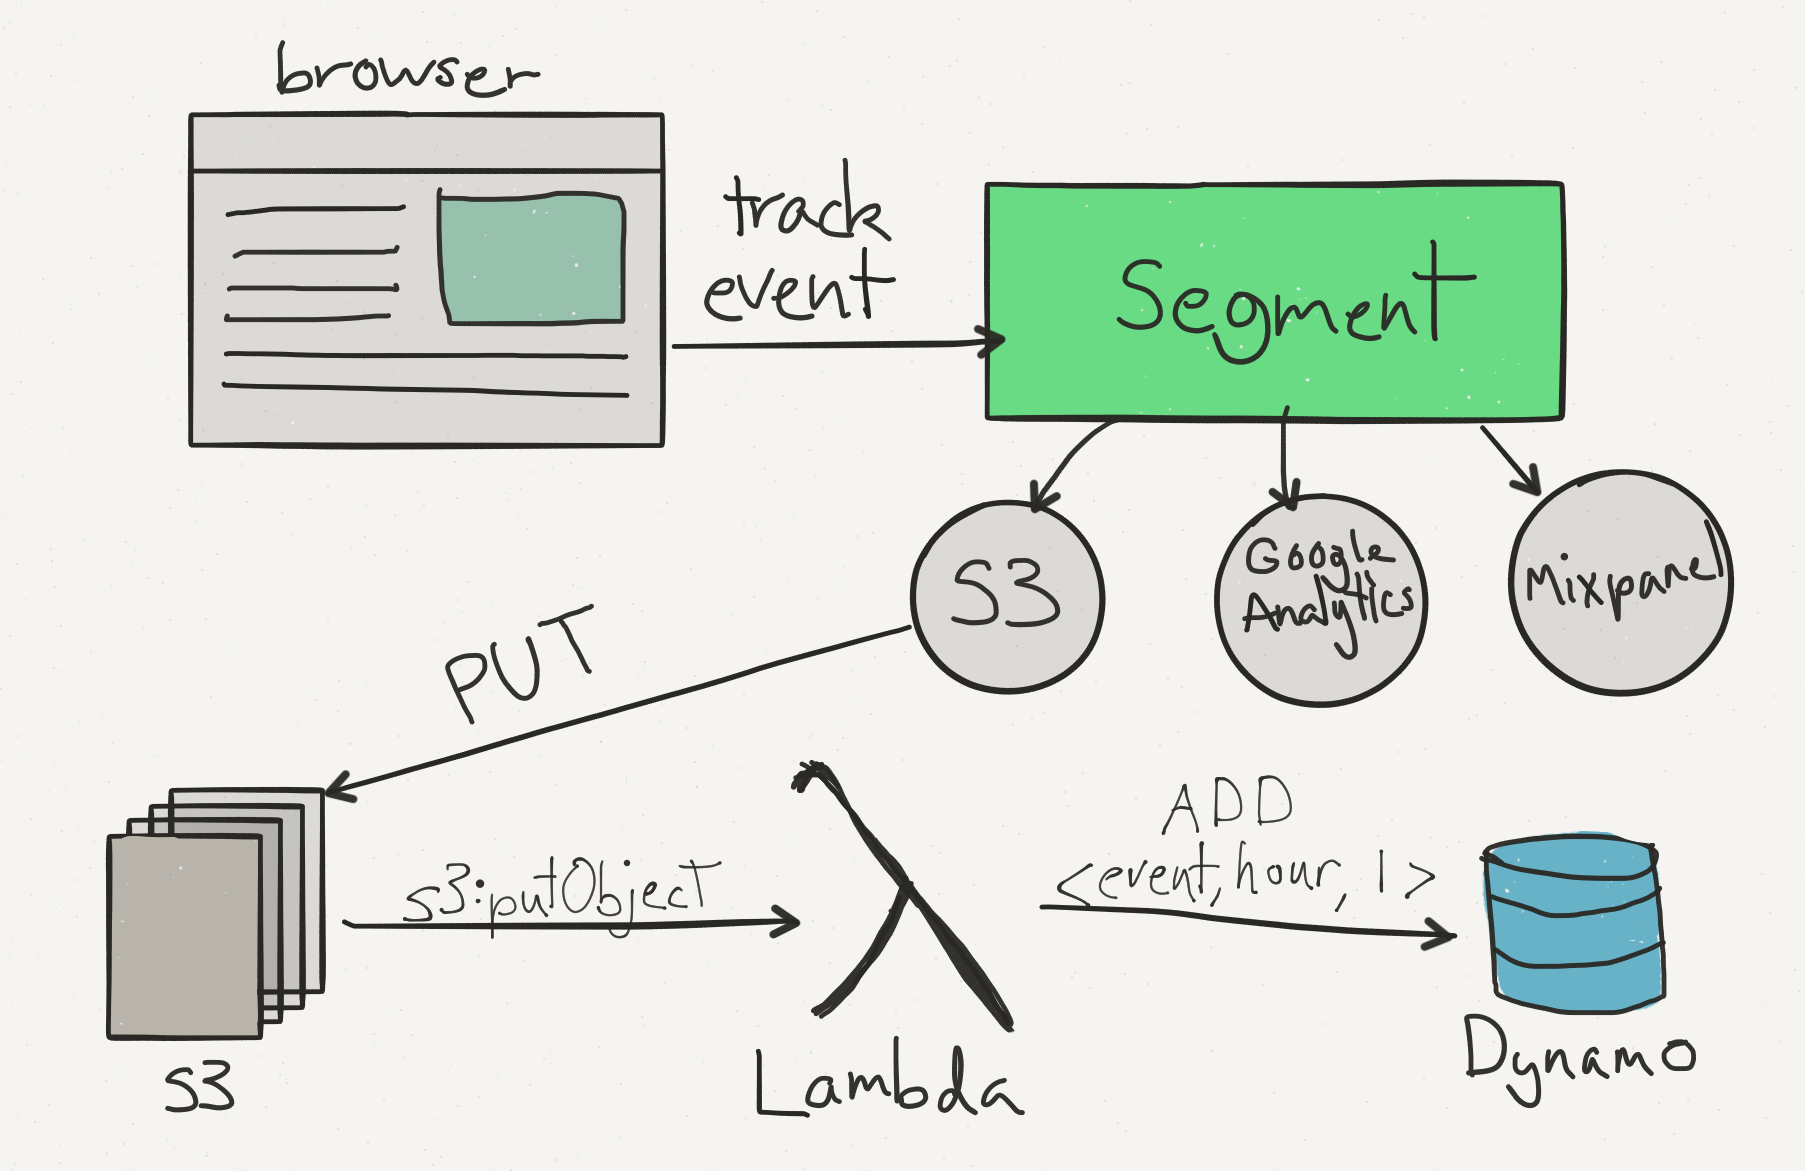 browser
track
event
Segment
S3
Google
Analytics
Mixpanel
PUT
s3:putObject
ADD
<event, hour, 1>
S3
Lambda
Dynamo